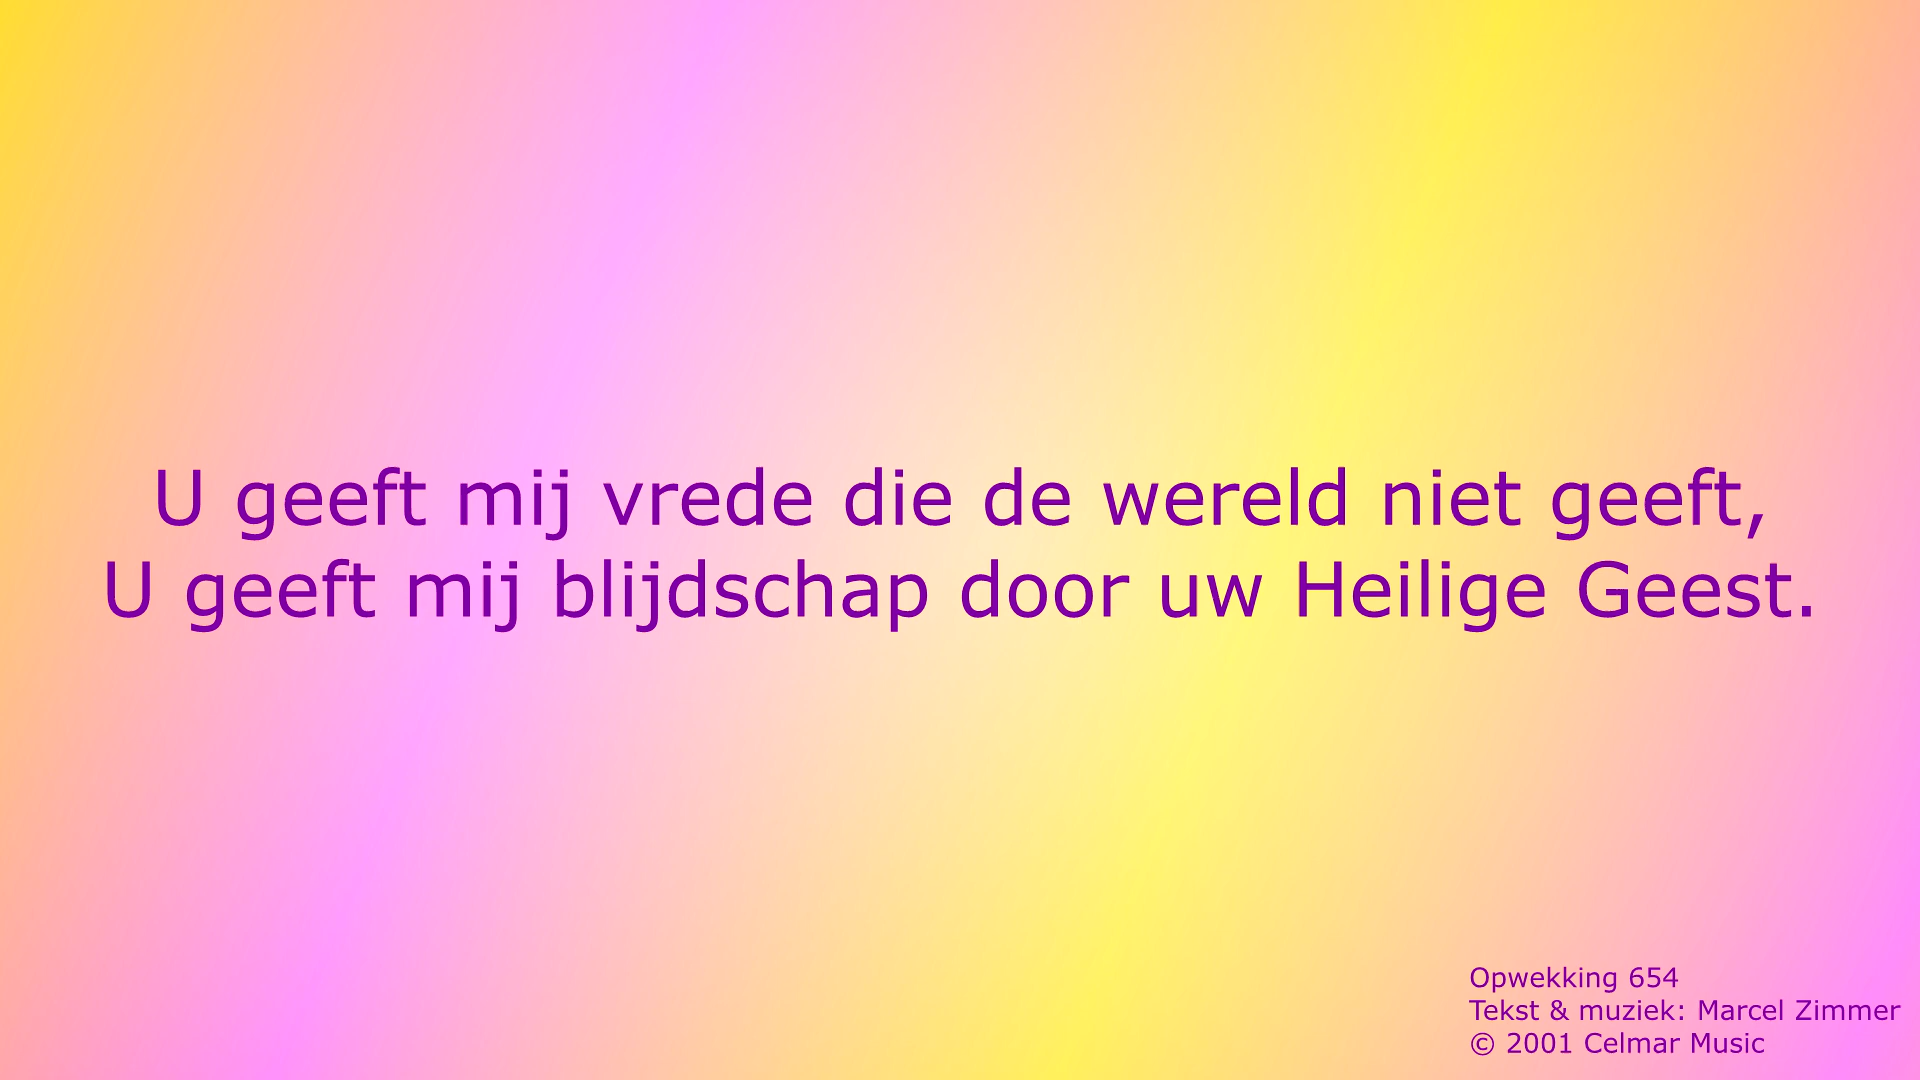 U geeft mij vrede die de wereld niet geeft,
U geeft mij blijdschap door uw Heilige Geest.
Opwekking 654
Tekst & muziek: Marcel Zimmer
© 2001 Celmar Music